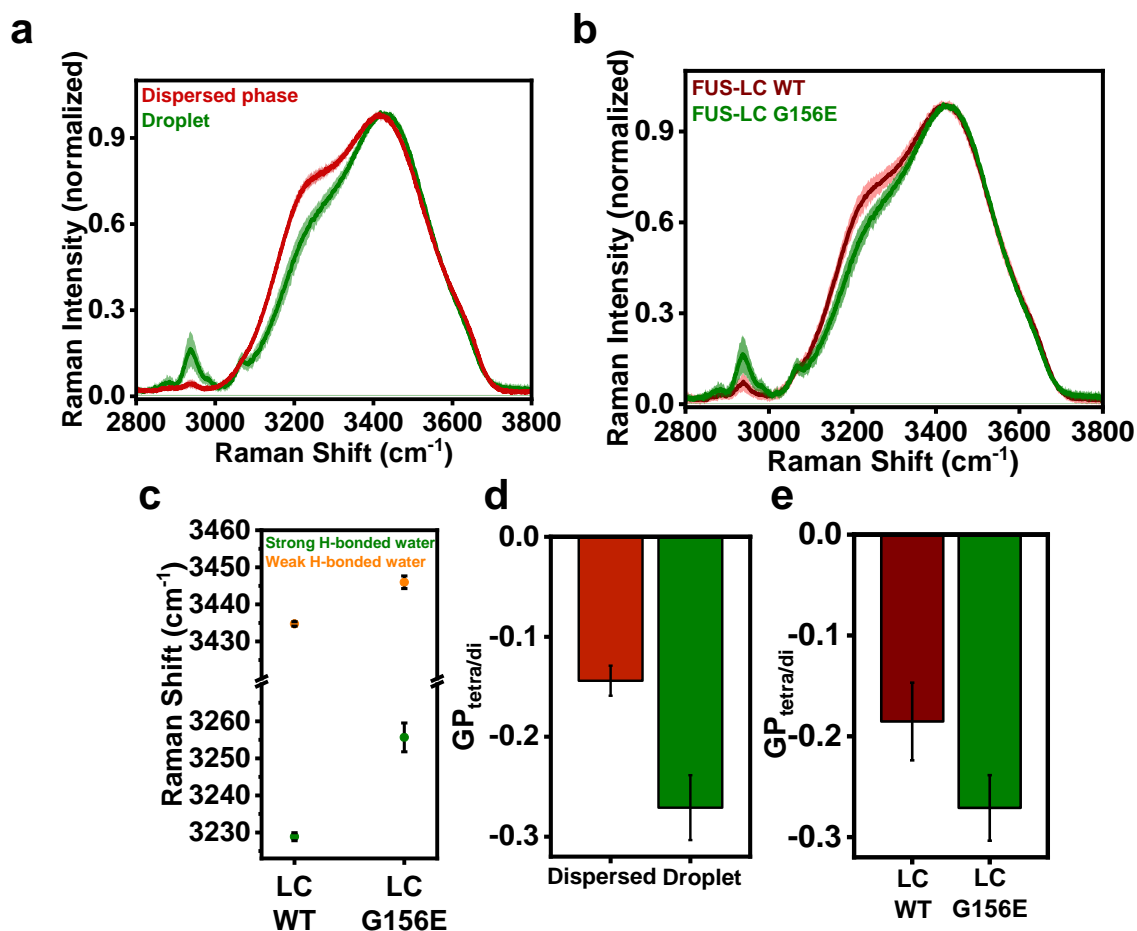 a
Raman Intensity (normalized)
0.9
0.6
0.3
0.0
Dispersed phase
Droplet
2800 3000 3200 3400 3600 3800
Raman Shift (cm⁻¹)
b
Raman Intensity (normalized)
0.9
0.6
0.3
0.0
FUS-LC WT
FUS-LC G156E
2800 3000 3200 3400 3600 3800
Raman Shift (cm⁻¹)
c
Raman Shift (cm⁻¹)
3460
3450
3440
3430
3260
3250
3240
3230
Strong H-bonded water
Weak H-bonded water
LC LC
WT G156E
d
GPtetra/di
0.0
-0.1
-0.2
-0.3
Dispersed Droplet
e
GPtetra/di
0.0
-0.1
-0.2
-0.3
LC LC
WT G156E